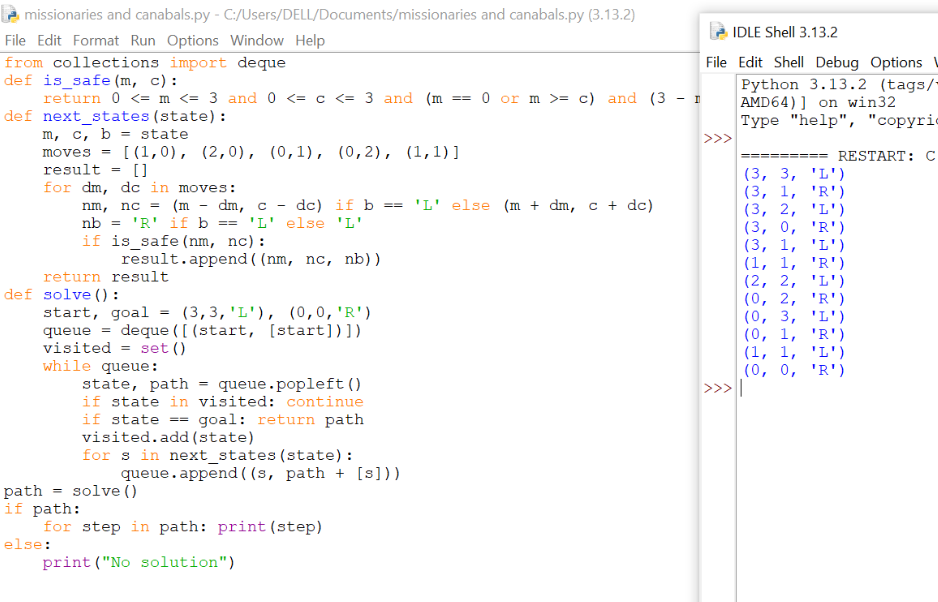 missionaries and canabals.py - C:/Users/DELL/Documents/missionaries and canabals.py (3.13.2)
File Edit Format Run Options Window Help
from collections import deque
def is_safe(m, c):
    return 0 <= m <= 3 and 0 <= c <= 3 and (m == 0 or m >= c) and (3 -
def next_states(state):
    m, c, b = state
    moves = [(1,0), (2,0), (0,1), (0,2), (1,1)]
    result = []
    for dm, dc in moves:
        nm, nc = (m - dm, c - dc) if b == 'L' else (m + dm, c + dc)
        nb = 'R' if b == 'L' else 'L'
        if is_safe(nm, nc):
            result.append((nm, nc, nb))
    return result
def solve():
    start, goal = (3,3,'L'), (0,0,'R')
    queue = deque([(start, [start])])
    visited = set()
    while queue:
        state, path = queue.popleft()
        if state in visited: continue
        if state == goal: return path
        visited.add(state)
        for s in next_states(state):
            queue.append((s, path + [s]))
path = solve()
if path:
    for step in path: print(step)
else:
    print("No solution")
IDLE Shell 3.13.2
File Edit Shell Debug Options
Python 3.13.2 (tags/
AMD64)] on win32
Type "help", "copyri
>>>
========= RESTART: C
(3, 3, 'L')
(3, 1, 'R')
(3, 2, 'L')
(3, 0, 'R')
(3, 1, 'L')
(1, 1, 'R')
(2, 2, 'L')
(0, 2, 'R')
(0, 3, 'L')
(0, 1, 'R')
(1, 1, 'L')
(0, 0, 'R')
>>>